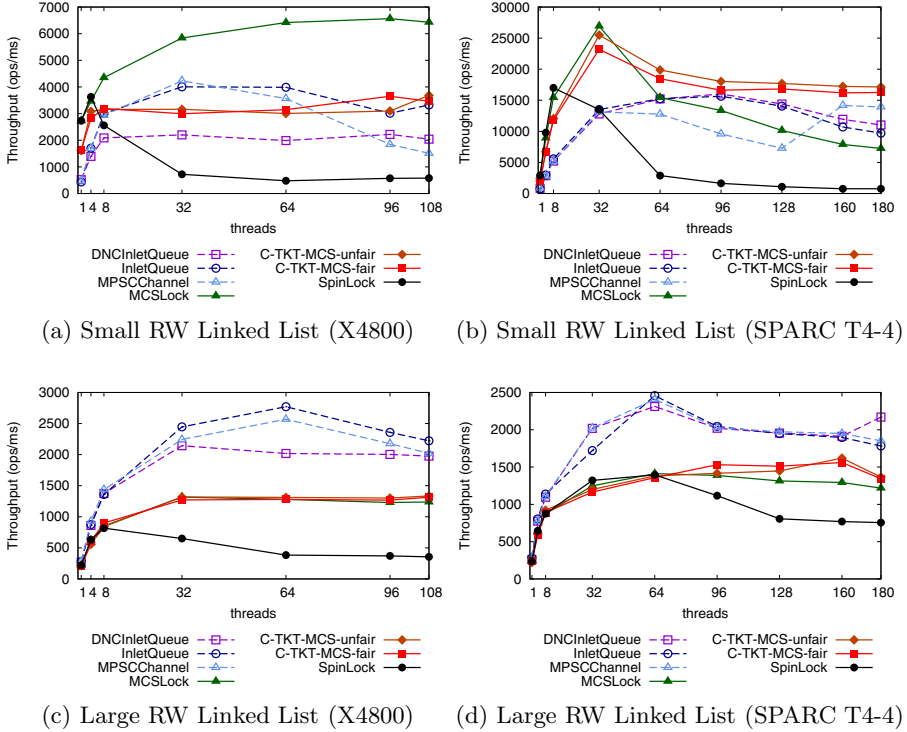 7000
6000
5000
4000
3000
2000
1000
0
Throughput (ops/ms)
1 4 8 32 64 96 108
threads
DNCInletQueue
InletQueue
MPSCChannel
MCSLock
C-TKT-MCS-unfair
C-TKT-MCS-fair
SpinLock
(a) Small RW Linked List (X4800)
30000
25000
20000
15000
10000
5000
0
Throughput (ops/ms)
1 8 32 64 96 128 160 180
threads
DNCInletQueue
InletQueue
MPSCChannel
MCSLock
C-TKT-MCS-unfair
C-TKT-MCS-fair
SpinLock
(b) Small RW Linked List (SPARC T4-4)
3000
2500
2000
1500
1000
500
0
Throughput (ops/ms)
1 4 8 32 64 96 108
threads
DNCInletQueue
InletQueue
MPSCChannel
MCSLock
C-TKT-MCS-unfair
C-TKT-MCS-fair
SpinLock
(c) Large RW Linked List (X4800)
2500
2000
1500
1000
500
0
Throughput (ops/ms)
1 8 32 64 96 128 160 180
threads
DNCInletQueue
InletQueue
MPSCChannel
MCSLock
C-TKT-MCS-unfair
C-TKT-MCS-fair
SpinLock
(d) Large RW Linked List (SPARC T4-4)